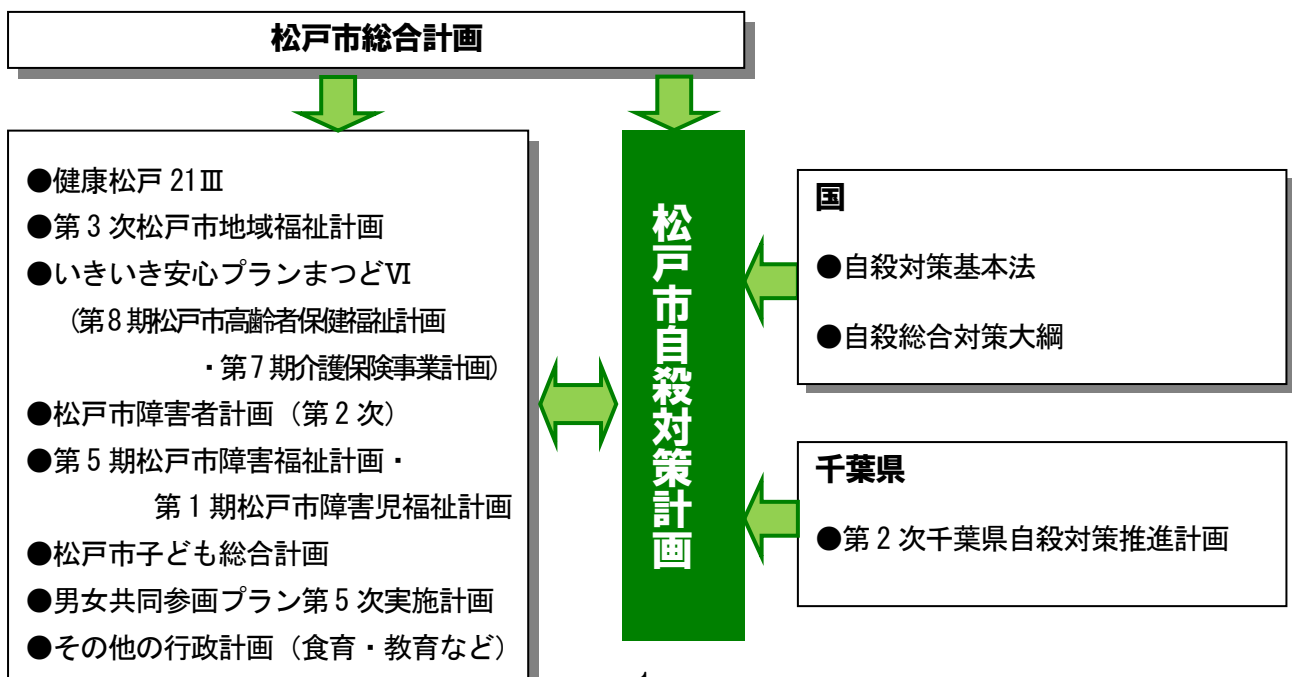 松戸市総合計画
●健康松戸21Ⅲ
●第3次松戸市地域福祉計画
●いきいき安心プランまつどⅥ
（第8期松戸市高齢者保健福祉計画
・第7期介護保険事業計画）
●松戸市障害者計画（第2次）
●第5期松戸市障害福祉計画・
第1期松戸市障害児福祉計画
●松戸市子ども総合計画
●男女共同参画プラン第5次実施計画
●その他の行政計画（食育・教育など）
松戸市自殺対策計画
国
●自殺対策基本法
●自殺総合対策大綱
千葉県
●第2次千葉県自殺対策推進計画